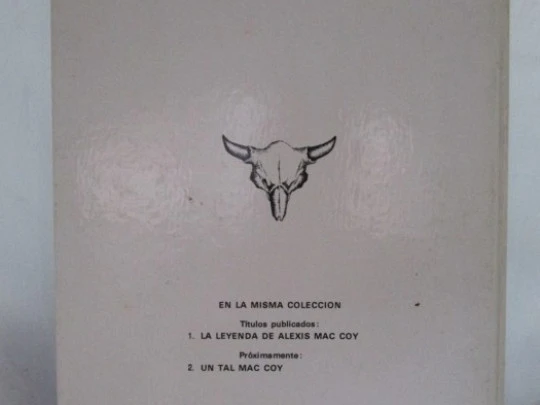 EN LA MISMA COLECCION
Títulos publicados:
1. LA LEYENDA DE ALEXIS MAC COY
Próximamente:
2. UN TAL MAC COY